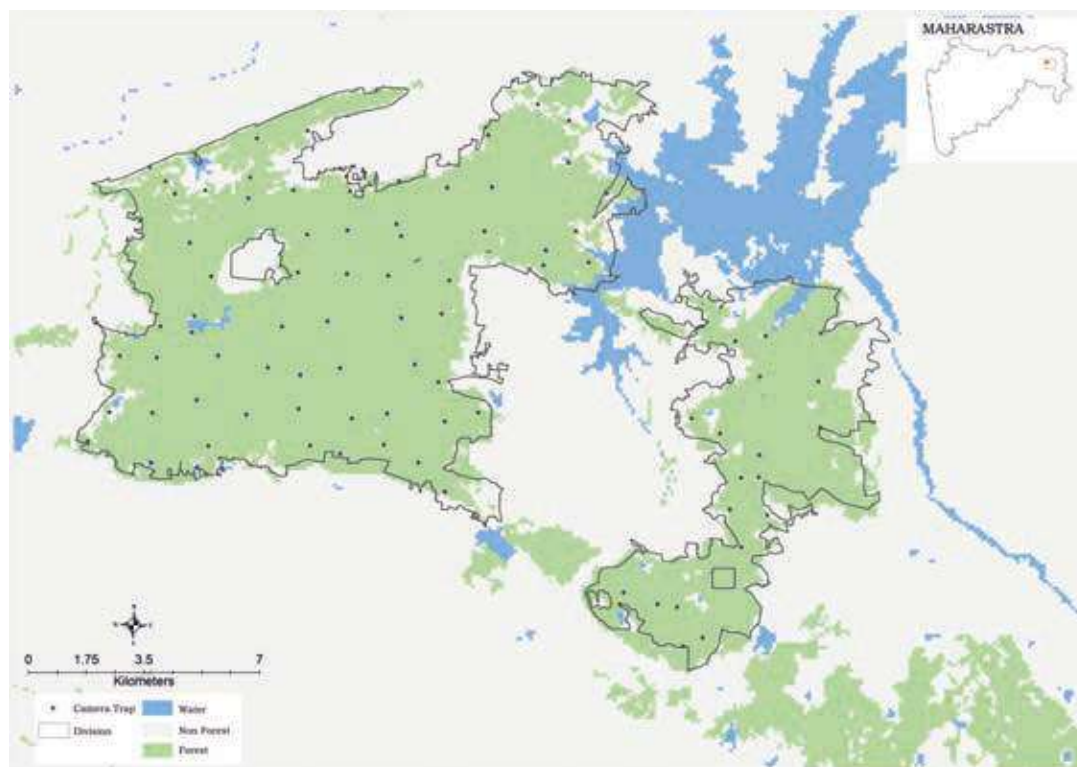 MAHARASTRA
0 1.75 3.5 7
Kilometers
Camera Trap Water
Division Non Forest
Forest